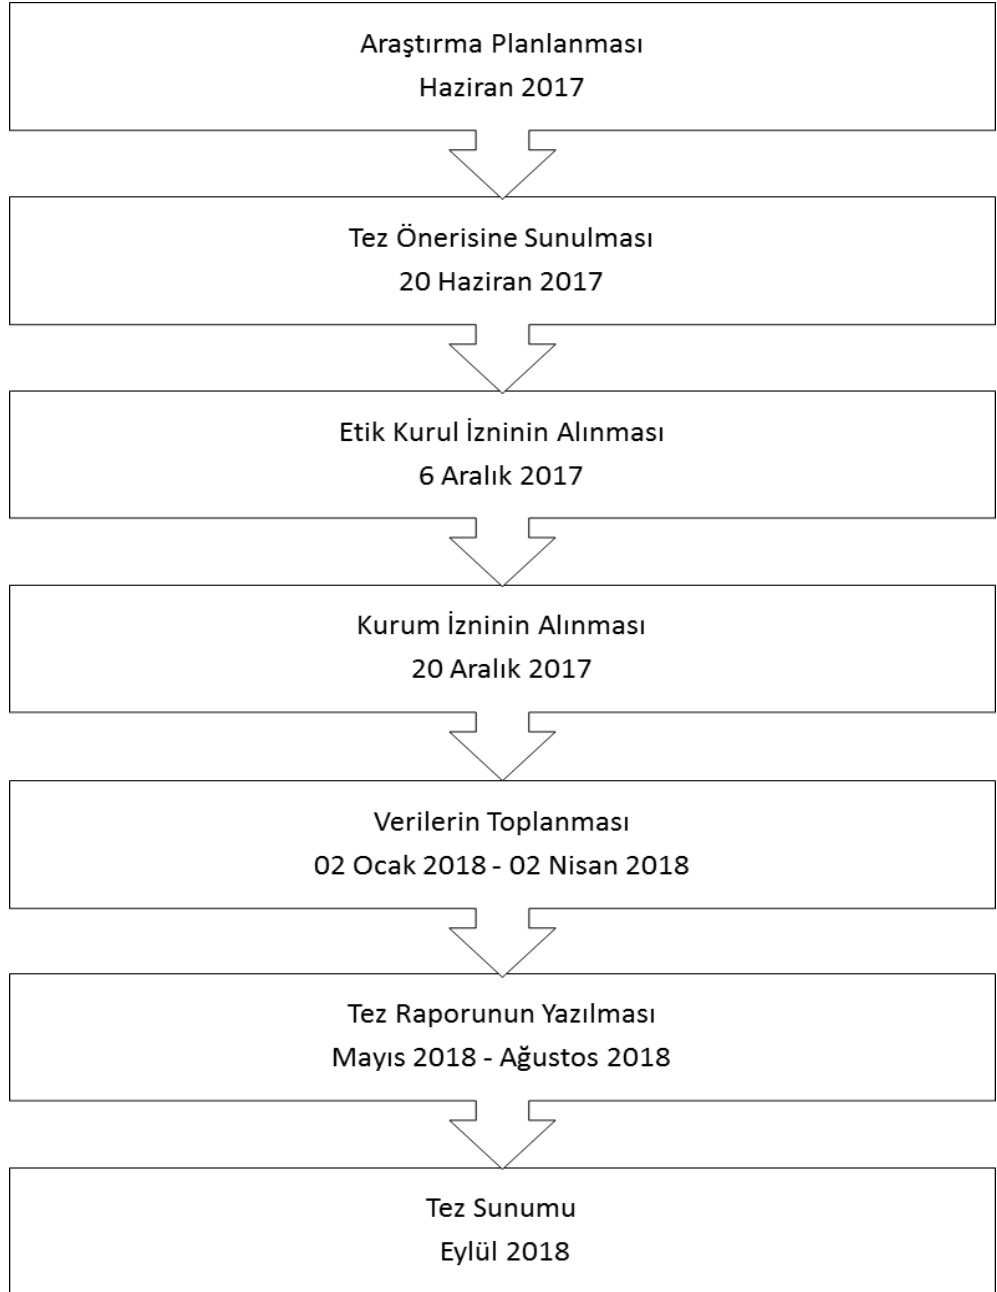 Araştırma Planlanması
Haziran 2017
Tez Önerisine Sunulması
20 Haziran 2017
Etik Kurul İzninin Alınması
6 Aralık 2017
Kurum İzninin Alınması
20 Aralık 2017
Verilerin Toplanması
02 Ocak 2018 - 02 Nisan 2018
Tez Raporunun Yazılması
Mayıs 2018 - Ağustos 2018
Tez Sunumu
Eylül 2018